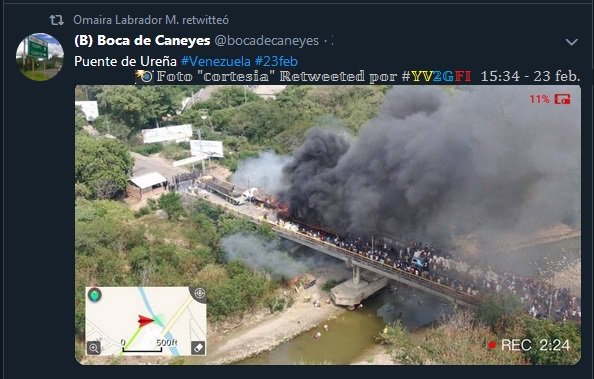 Omaira Labrador M. retwitteó
(B) Boca de Caneyes @bocadecaneyes ·
Puente de Ureña #Venezuela #23feb
Foto "cortesia" Retweeted por #YV2GFI 15:34 - 23 feb.
11%
0 500ft
REC 2:24